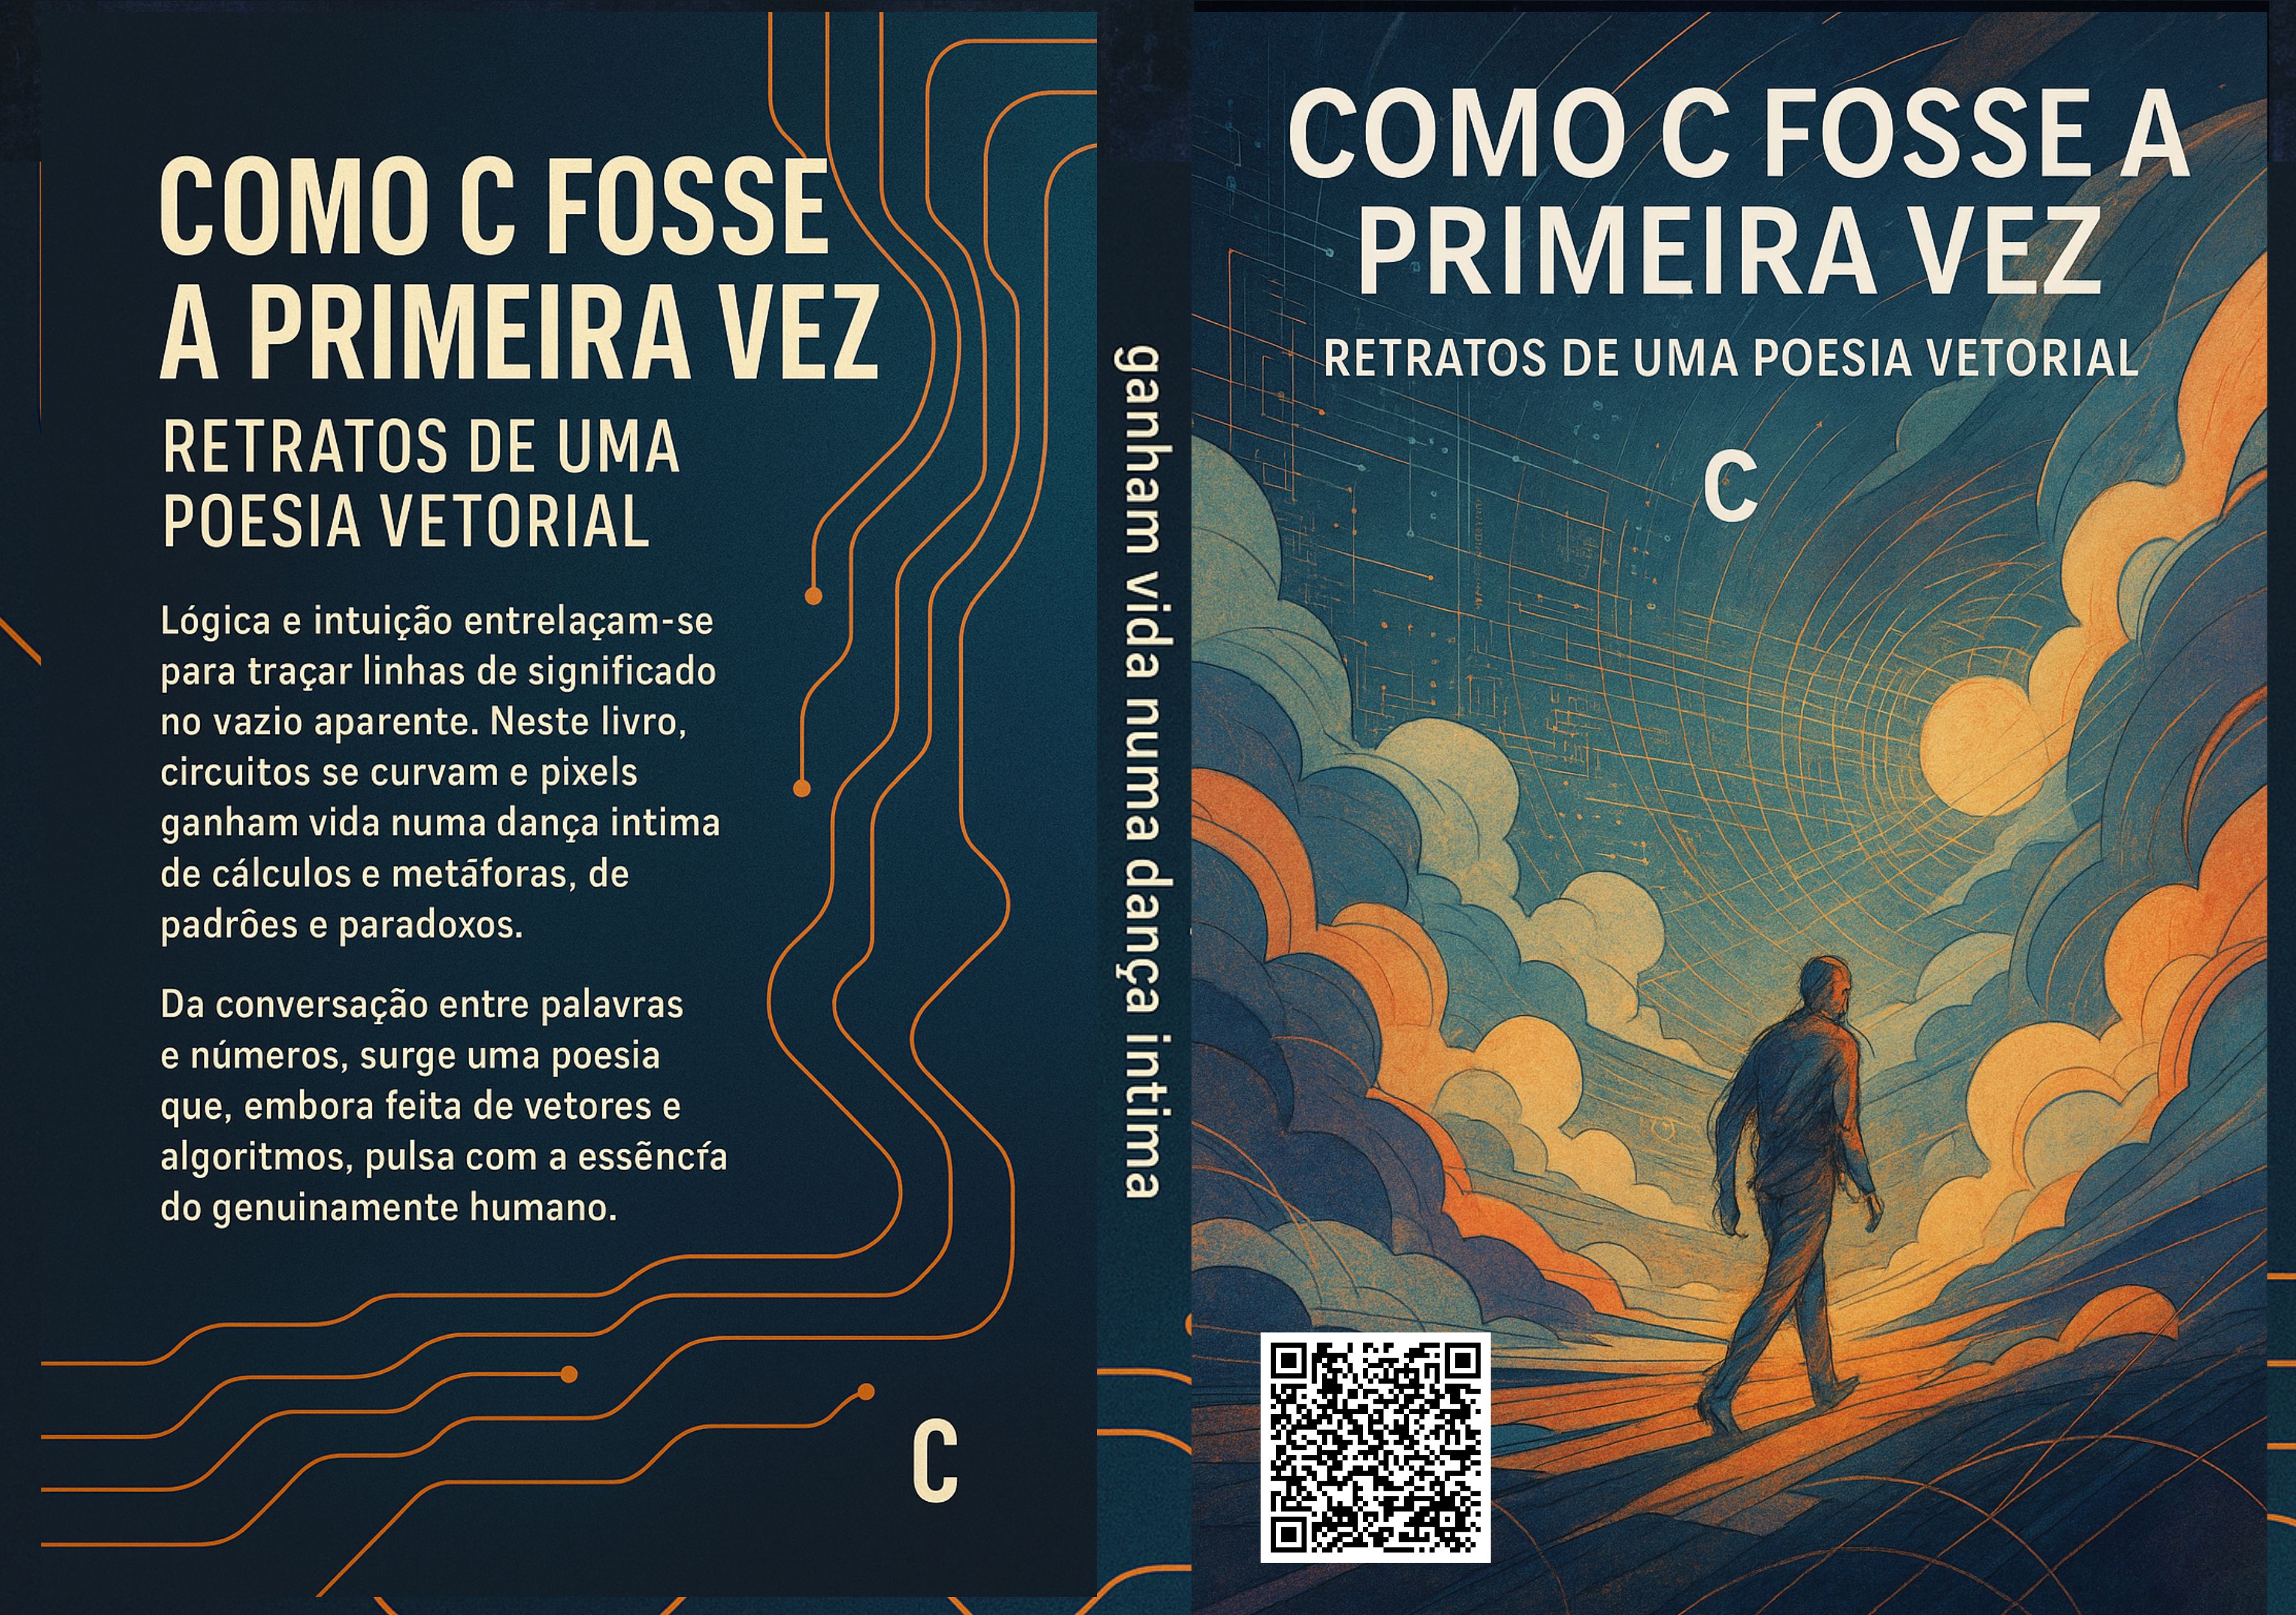 COMO C FOSSE
A PRIMEIRA VEZ
RETRATOS DE UMA
POESIA VETORIAL
Lógica e intuição entrelaçam-se
para traçar linhas de significado
no vazio aparente. Neste livro,
circuitos se curvam e pixels
ganham vida numa dança intima
de cálculos e metáforas, de
padrôes e paradoxos.
Da conversação entre palavras
e números, surge uma poesia
que, embora feita de vetores e
algoritmos, pulsa com a essẽncŕa
do genuinamente humano.
C
ganham vida numa dança intima
COMO C FOSSE A
PRIMEIRA VEZ
RETRATOS DE UMA POESIA VETORIAL
C